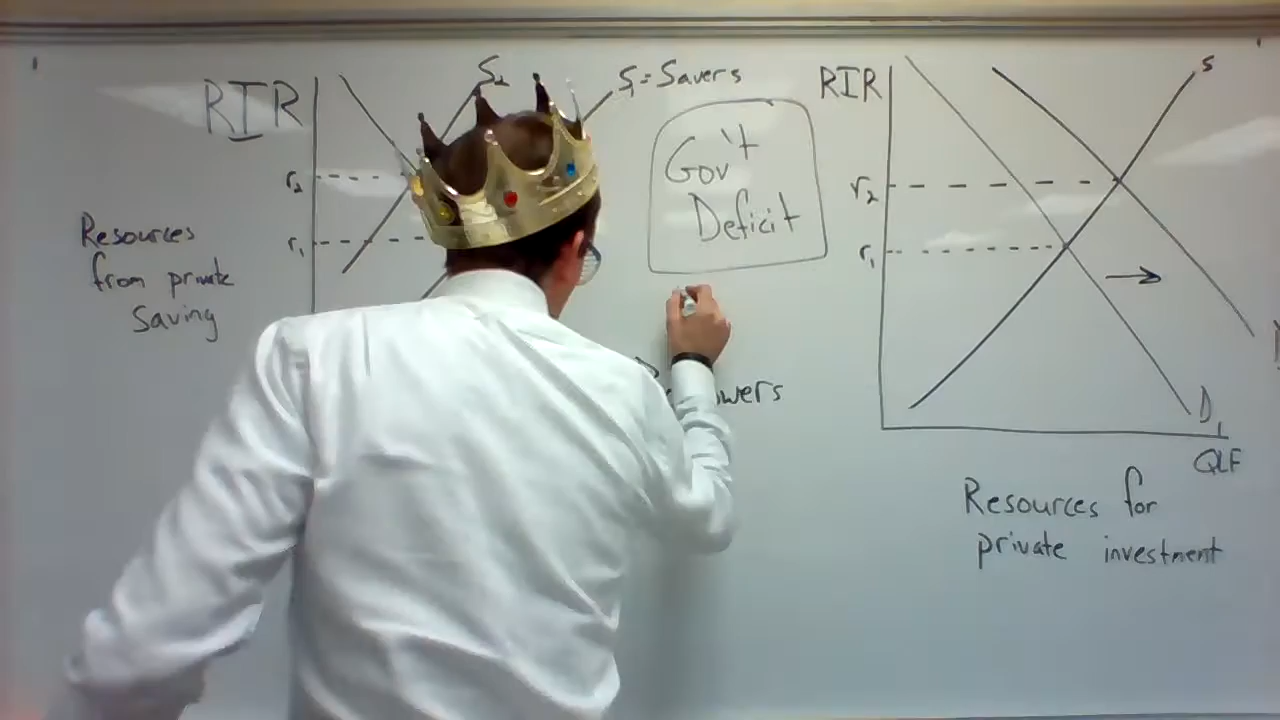 RIR
S₂
S₁ = Savers
r₂
r₁
Resources
from private
Saving
Gov't
Deficit
RIR
S
r₂
r₁
D₁
QLF
Resources for
private investment